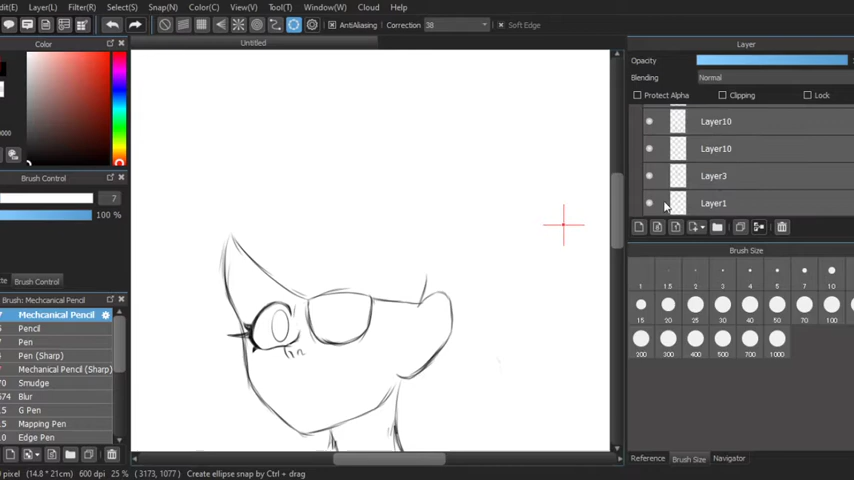 Edit Layer(L) Filter(R) Select(S) Snap(N) Color(C) View(V) Tool(T) Window(W) Cloud Help
AntiAliasing Correction 38 Soft Edge
Color
Untitled
Layer
Opacity
Blending Normal
Protect Alpha Clipping Lock
Layer10
Layer10
Layer3
Layer1
0000
Brush Control
7
100 %
Brush Control
Brush: Mechcanical Pencil
Mechcanical Pencil
Pencil
Pen
Pen (Sharp)
Mechanical Pencil (Sharp)
70 Smudge
574 Blur
G Pen
Mapping Pen
Edge Pen
Brush Size
1 1.5 2 3 4 5 7 10
15 20 30 40 50 70 100
200 300 400 500 700 1000
Reference Brush Size Navigator
pixel (14.8 * 21cm) 600 dpi 25 % ( 3173, 1077 ) Create ellipse snap by Ctrl + drag